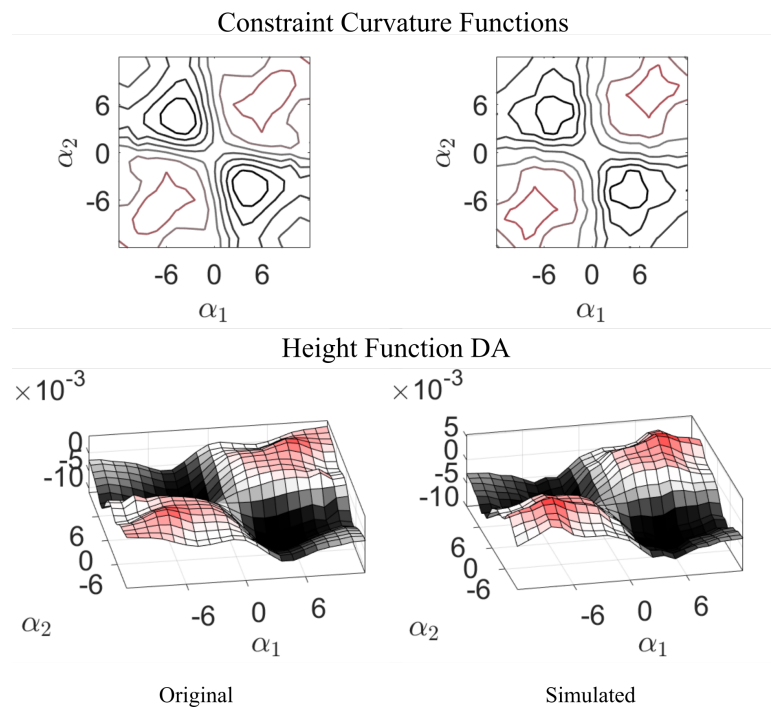 Constraint Curvature Functions
6
0
-6
α2
-6 0 6
α1
6
0
-6
α2
-6 0 6
α1
Height Function DA
×10-3
0
-5
-10
6
0
-6
α2
-6 0 6
α1
×10-3
5
0
-5
-10
6
0
-6
α2
-6 0 6
α1
Original
Simulated